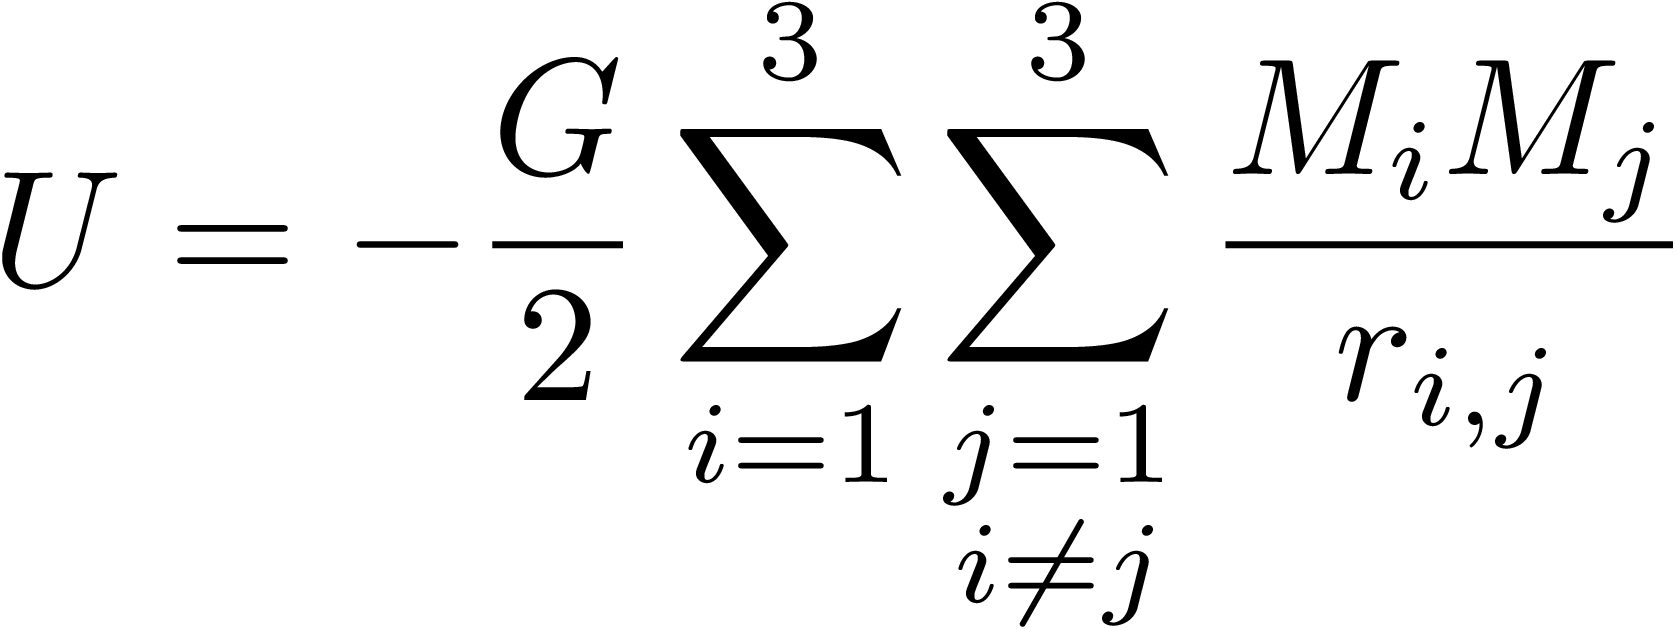 U = -\frac{G}{2} \sum_{i=1}^{3} \sum_{\substack{j=1 \\ i \neq j}}^{3} \frac{M_i M_j}{r_{i,j}}